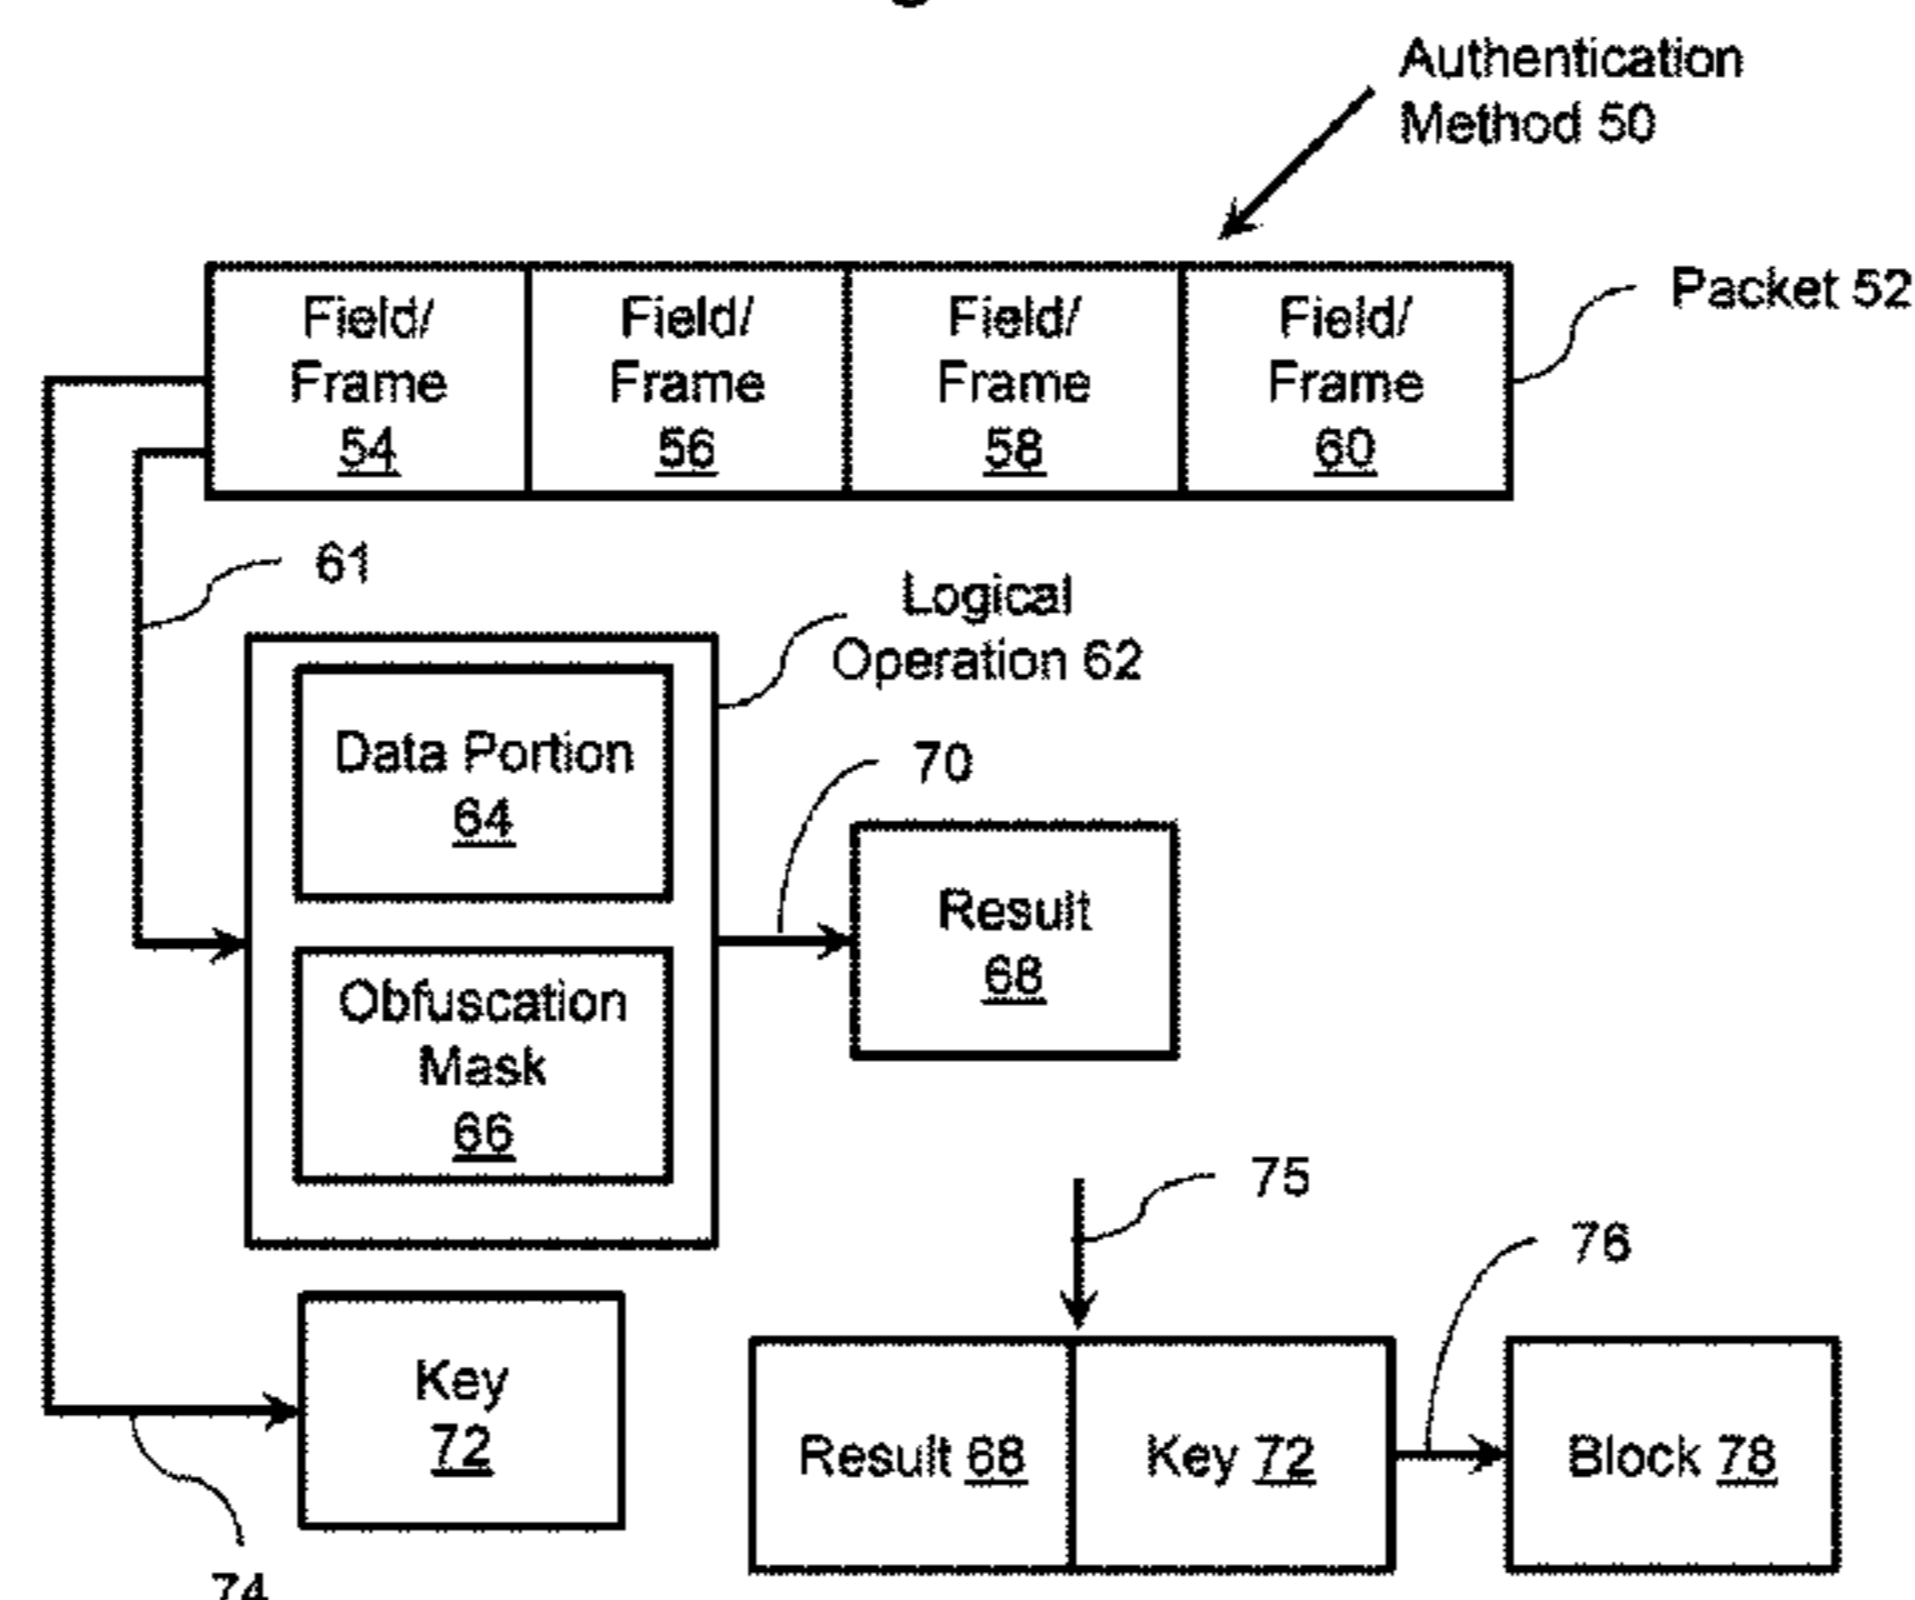 Authentication
Method 50
Packet 52
Field/
Frame
54
Field/
Frame
56
Field/
Frame
58
Field/
Frame
60
61
Logical
Operation 62
Data Portion
64
70
Result
68
Obfuscation
Mask
66
75
76
Key
72
Result 68
Key 72
Block 78
74